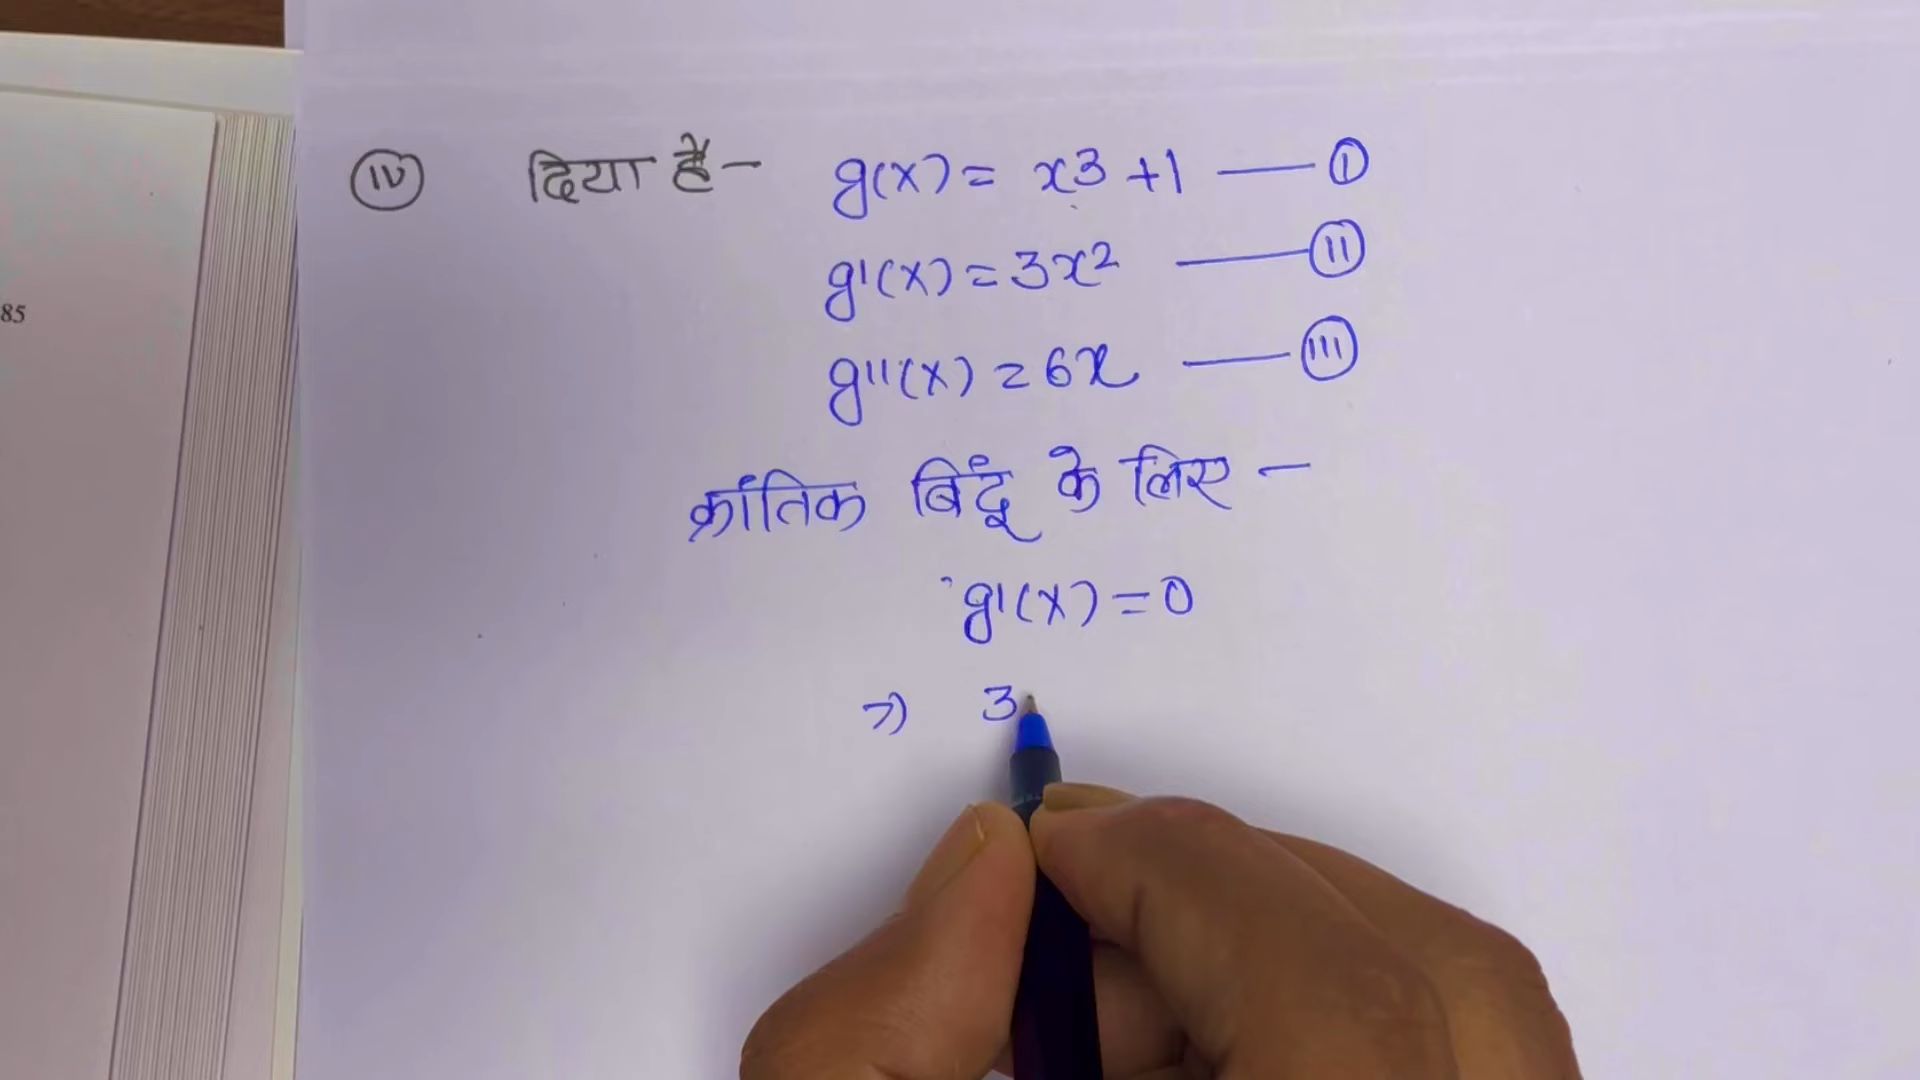 85
(IV) दिया है - g(x) = x3 + 1 —— (I)
g'(x) = 3x² —— (II)
g''(x) = 6x —— (III)
क्रांतिक बिंदू के लिए -
g'(x) = 0
=> 3